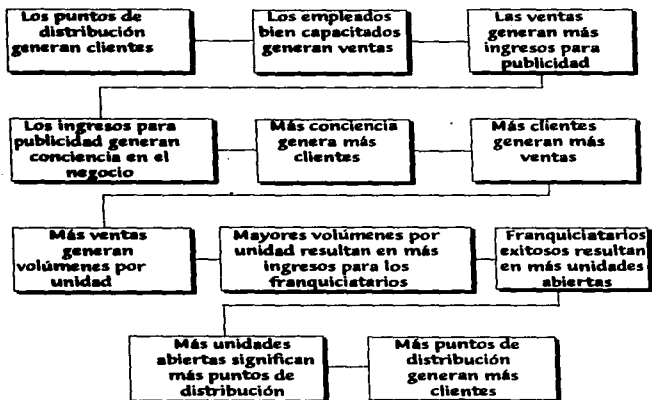 Los puntos de
distribución
generan clientes
Los empleados
bien capacitados
generan ventas
Las ventas
generan más
ingresos para
publicidad
Los ingresos para
publicidad generan
conciencia en el
negocio
Más conciencia
genera más
clientes
Más clientes
generan más
ventas
Más ventas
generan
volúmenes por
unidad
Mayores volúmenes por
unidad resultan en más
ingresos para los
franquiciatarios
Franquiciatarios
exitosos resultan
en más unidades
abiertas
Más unidades
abiertas significan
más puntos de
distribución
Más puntos de
distribución
generan más
clientes